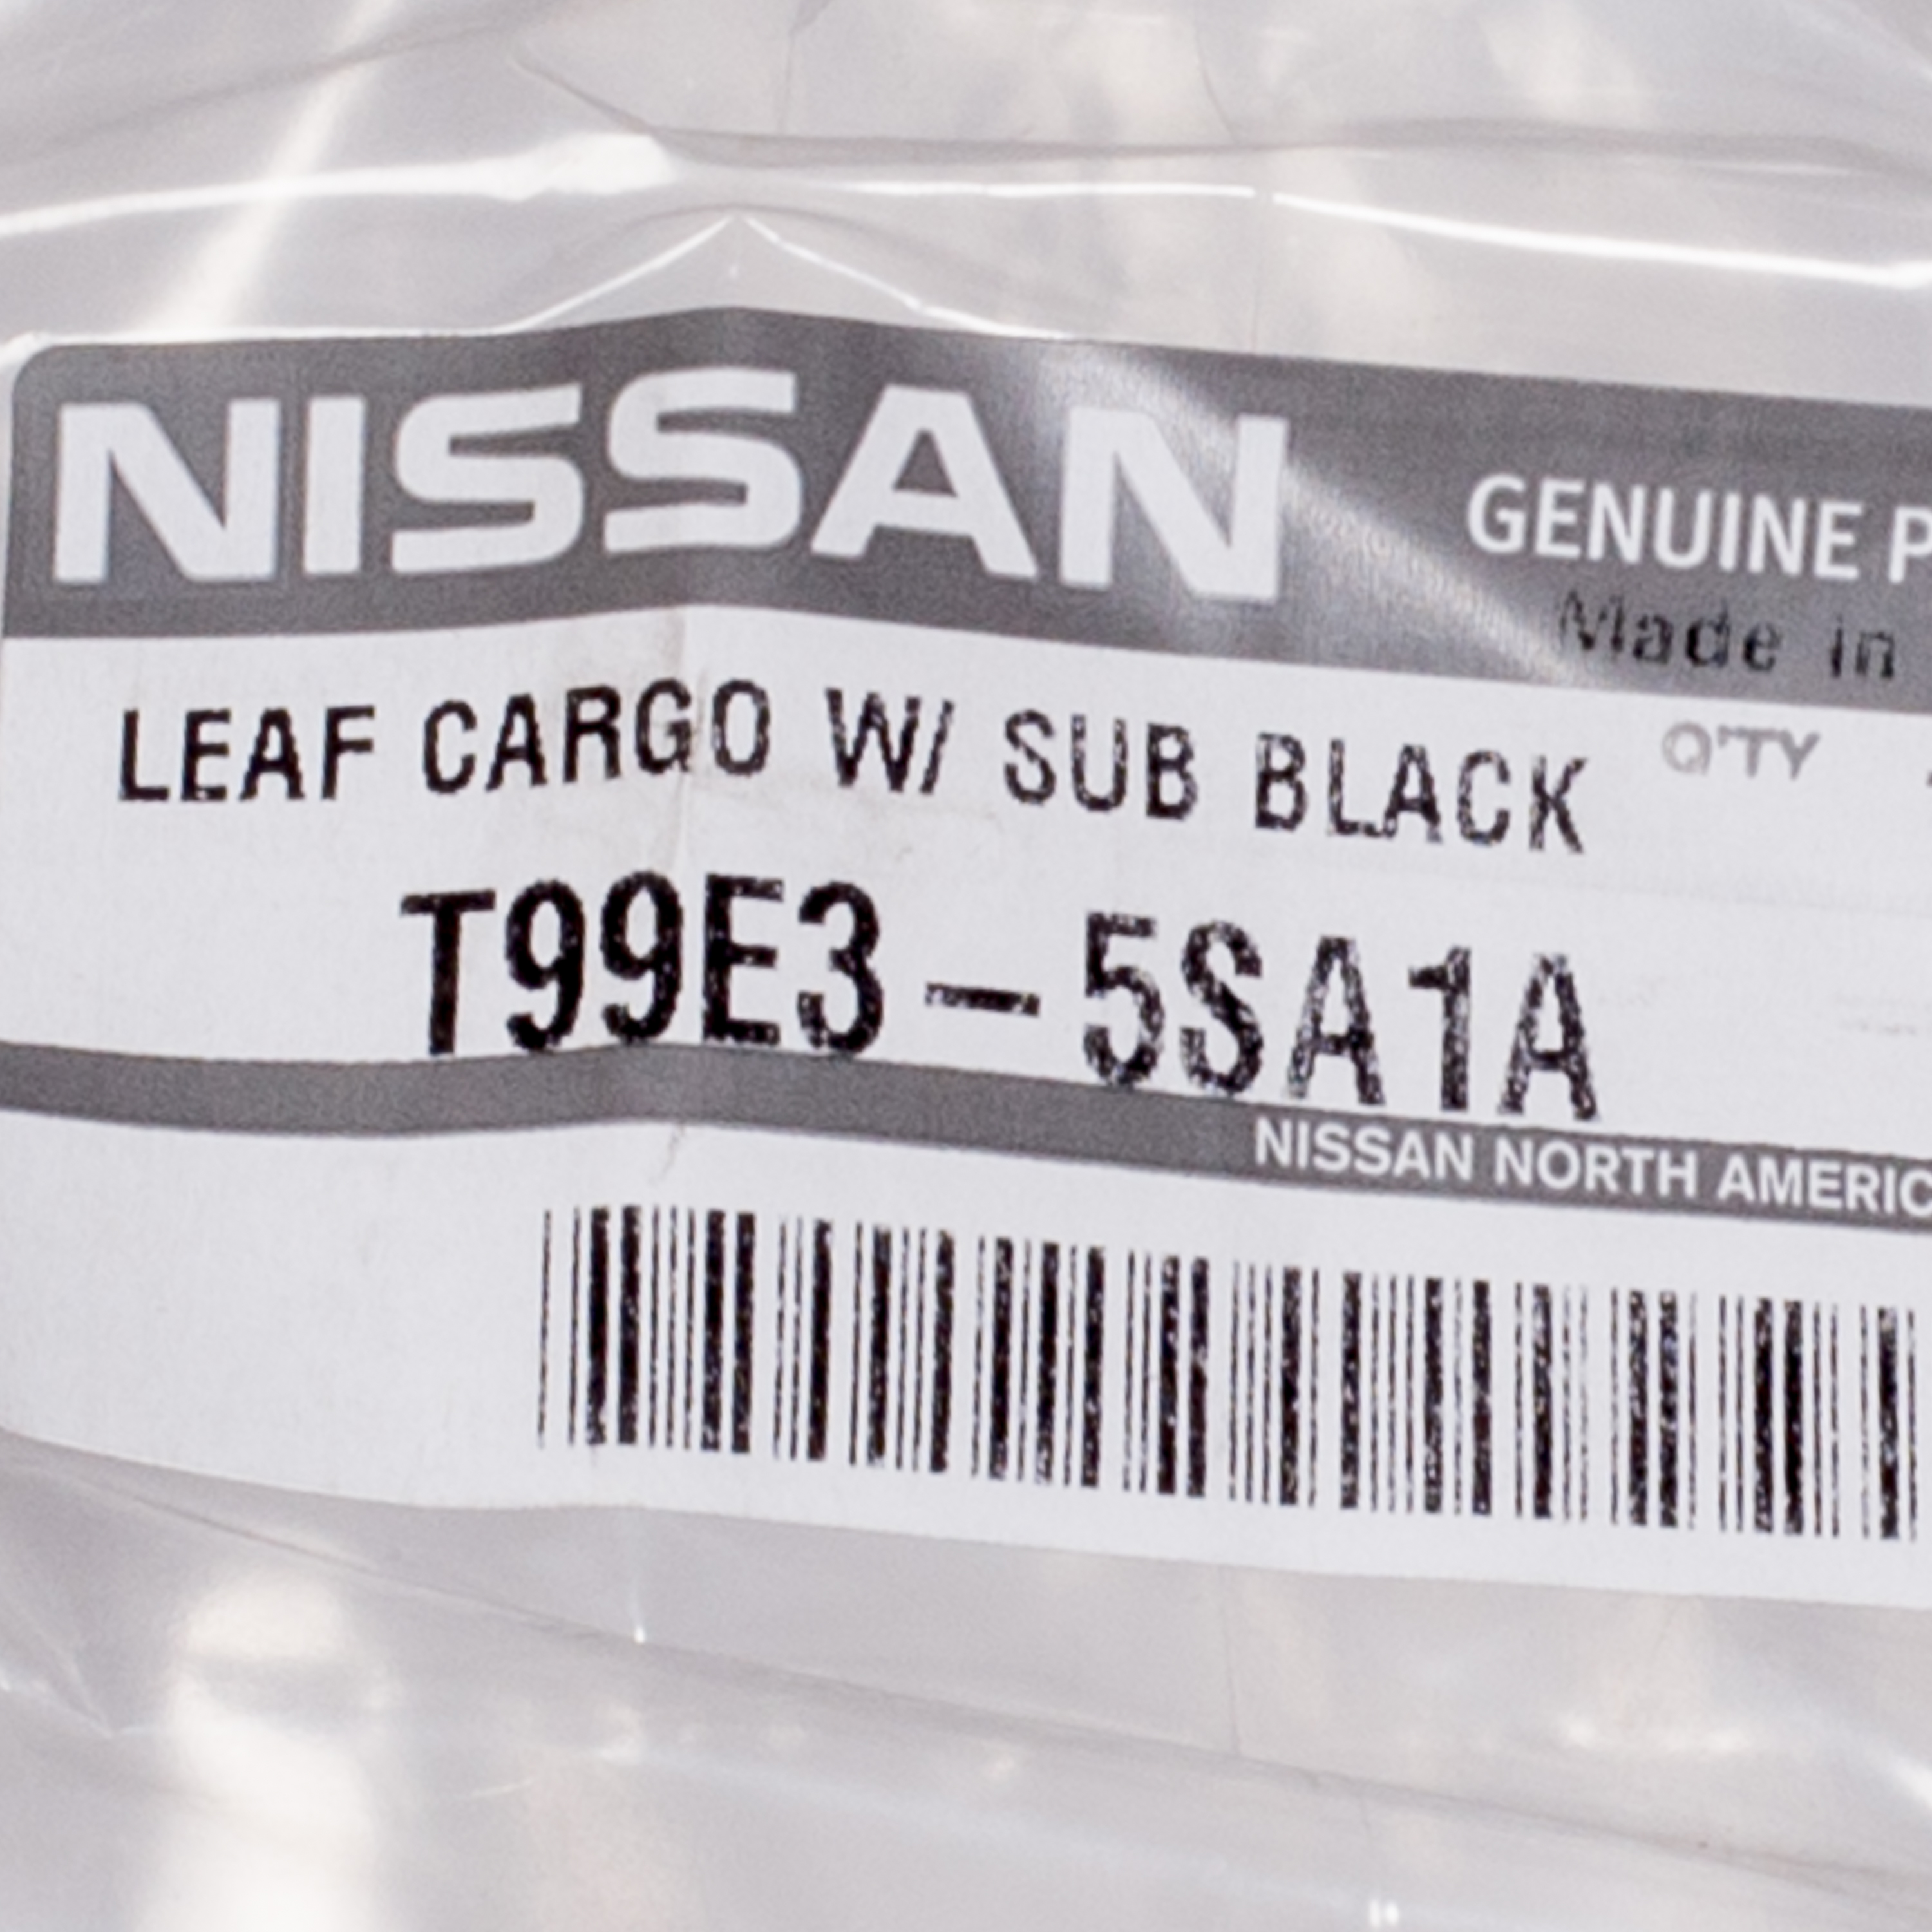 NISSAN
GENUINE P
Made in
LEAF CARGO W/ SUB BLACK
Q'TY
T99E3-5SA1A
NISSAN NORTH AMERIC